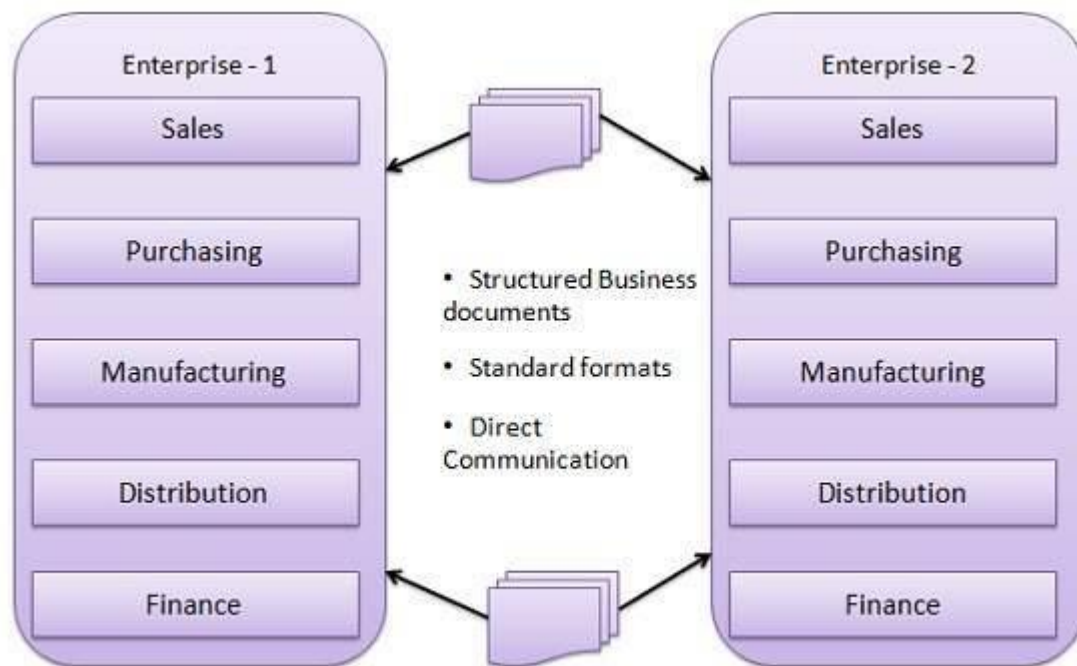 Enterprise - 1
Sales
Purchasing
Manufacturing
Distribution
Finance
• Structured Business
documents
• Standard formats
• Direct
Communication
Enterprise - 2
Sales
Purchasing
Manufacturing
Distribution
Finance